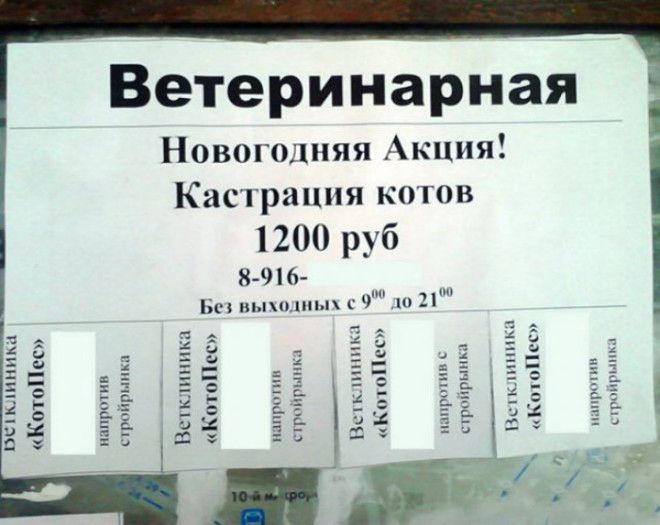 Ветеринарная
Новогодняя Акция!
Кастрация котов
1200 руб
8-916-
Без выходных с 9⁰⁰ до 21⁰⁰
Ветклиника
«КотоПес»
напротив
стройрынка
Ветклиника
«КотоПес»
напротив
стройрынка
Ветклиника
«КотоПес»
напротив с
стройрынка
Ветклиника
«КотоПес»
напротив
стройрынка
10-й м.